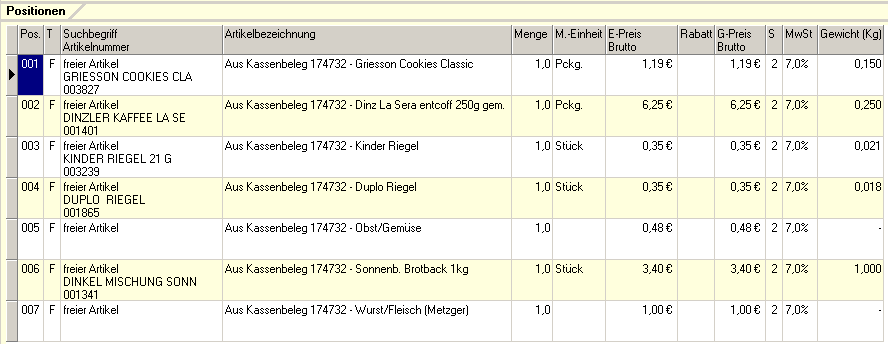 Positionen
Pos. T Suchbegriff Artikelbezeichnung Menge M.-Einheit E-Preis Rabatt G-Preis S MwSt Gewicht (Kg)
Artikelnummer Brutto Brutto
001 F freier Artikel Aus Kassenbeleg 174732 - Griesson Cookies Classic 1,0 Pckg. 1,19 € 1,19 € 2 7,0% 0,150
GRIESSON COOKIES CLA
003827
002 F freier Artikel Aus Kassenbeleg 174732 - Dinz La Sera entcoff 250g gem. 1,0 Pckg. 6,25 € 6,25 € 2 7,0% 0,250
DINZLER KAFFEE LA SE
001401
003 F freier Artikel Aus Kassenbeleg 174732 - Kinder Riegel 1,0 Stück 0,35 € 0,35 € 2 7,0% 0,021
KINDER RIEGEL 21 G
003239
004 F freier Artikel Aus Kassenbeleg 174732 - Duplo Riegel 1,0 Stück 0,35 € 0,35 € 2 7,0% 0,018
DUPLO  RIEGEL
001865
005 F freier Artikel Aus Kassenbeleg 174732 - Obst/Gemüse 1,0 0,48 € 0,48 € 2 7,0% -
006 F freier Artikel Aus Kassenbeleg 174732 - Sonnenb. Brotback 1kg 1,0 Stück 3,40 € 3,40 € 2 7,0% 1,000
DINKEL MISCHUNG SONN
001341
007 F freier Artikel Aus Kassenbeleg 174732 - Wurst/Fleisch (Metzger) 1,0 1,00 € 1,00 € 2 7,0% -